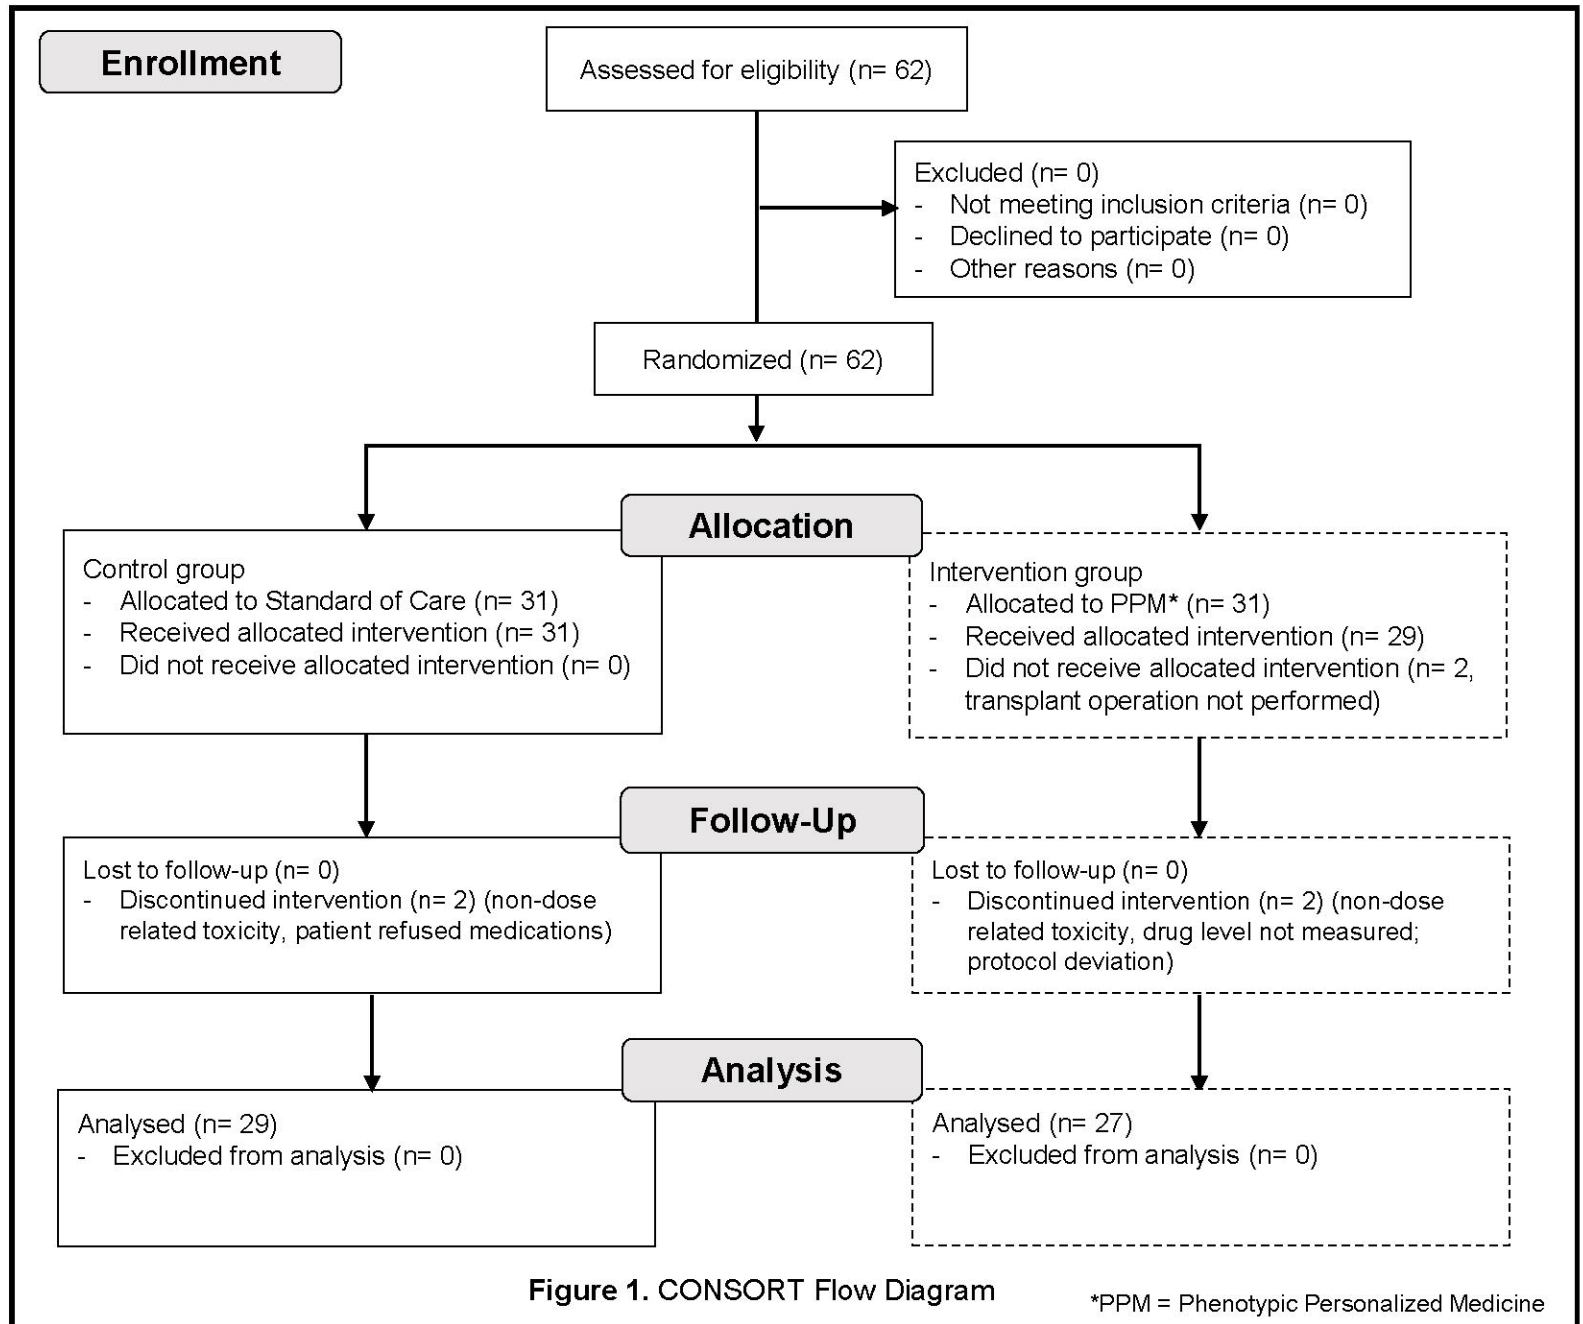 Enrollment
Assessed for eligibility (n= 62)
Excluded (n= 0)
- Not meeting inclusion criteria (n= 0)
- Declined to participate (n= 0)
- Other reasons (n= 0)
Randomized (n= 62)
Allocation
Control group
- Allocated to Standard of Care (n= 31)
- Received allocated intervention (n= 31)
- Did not receive allocated intervention (n= 0)
Intervention group
- Allocated to PPM* (n= 31)
- Received allocated intervention (n= 29)
- Did not receive allocated intervention (n= 2,
transplant operation not performed)
Follow-Up
Lost to follow-up (n= 0)
- Discontinued intervention (n= 2) (non-dose
related toxicity, patient refused medications)
Lost to follow-up (n= 0)
- Discontinued intervention (n= 2) (non-dose
related toxicity, drug level not measured;
protocol deviation)
Analysis
Analysed (n= 29)
- Excluded from analysis (n= 0)
Analysed (n= 27)
- Excluded from analysis (n= 0)
Figure 1. CONSORT Flow Diagram
*PPM = Phenotypic Personalized Medicine